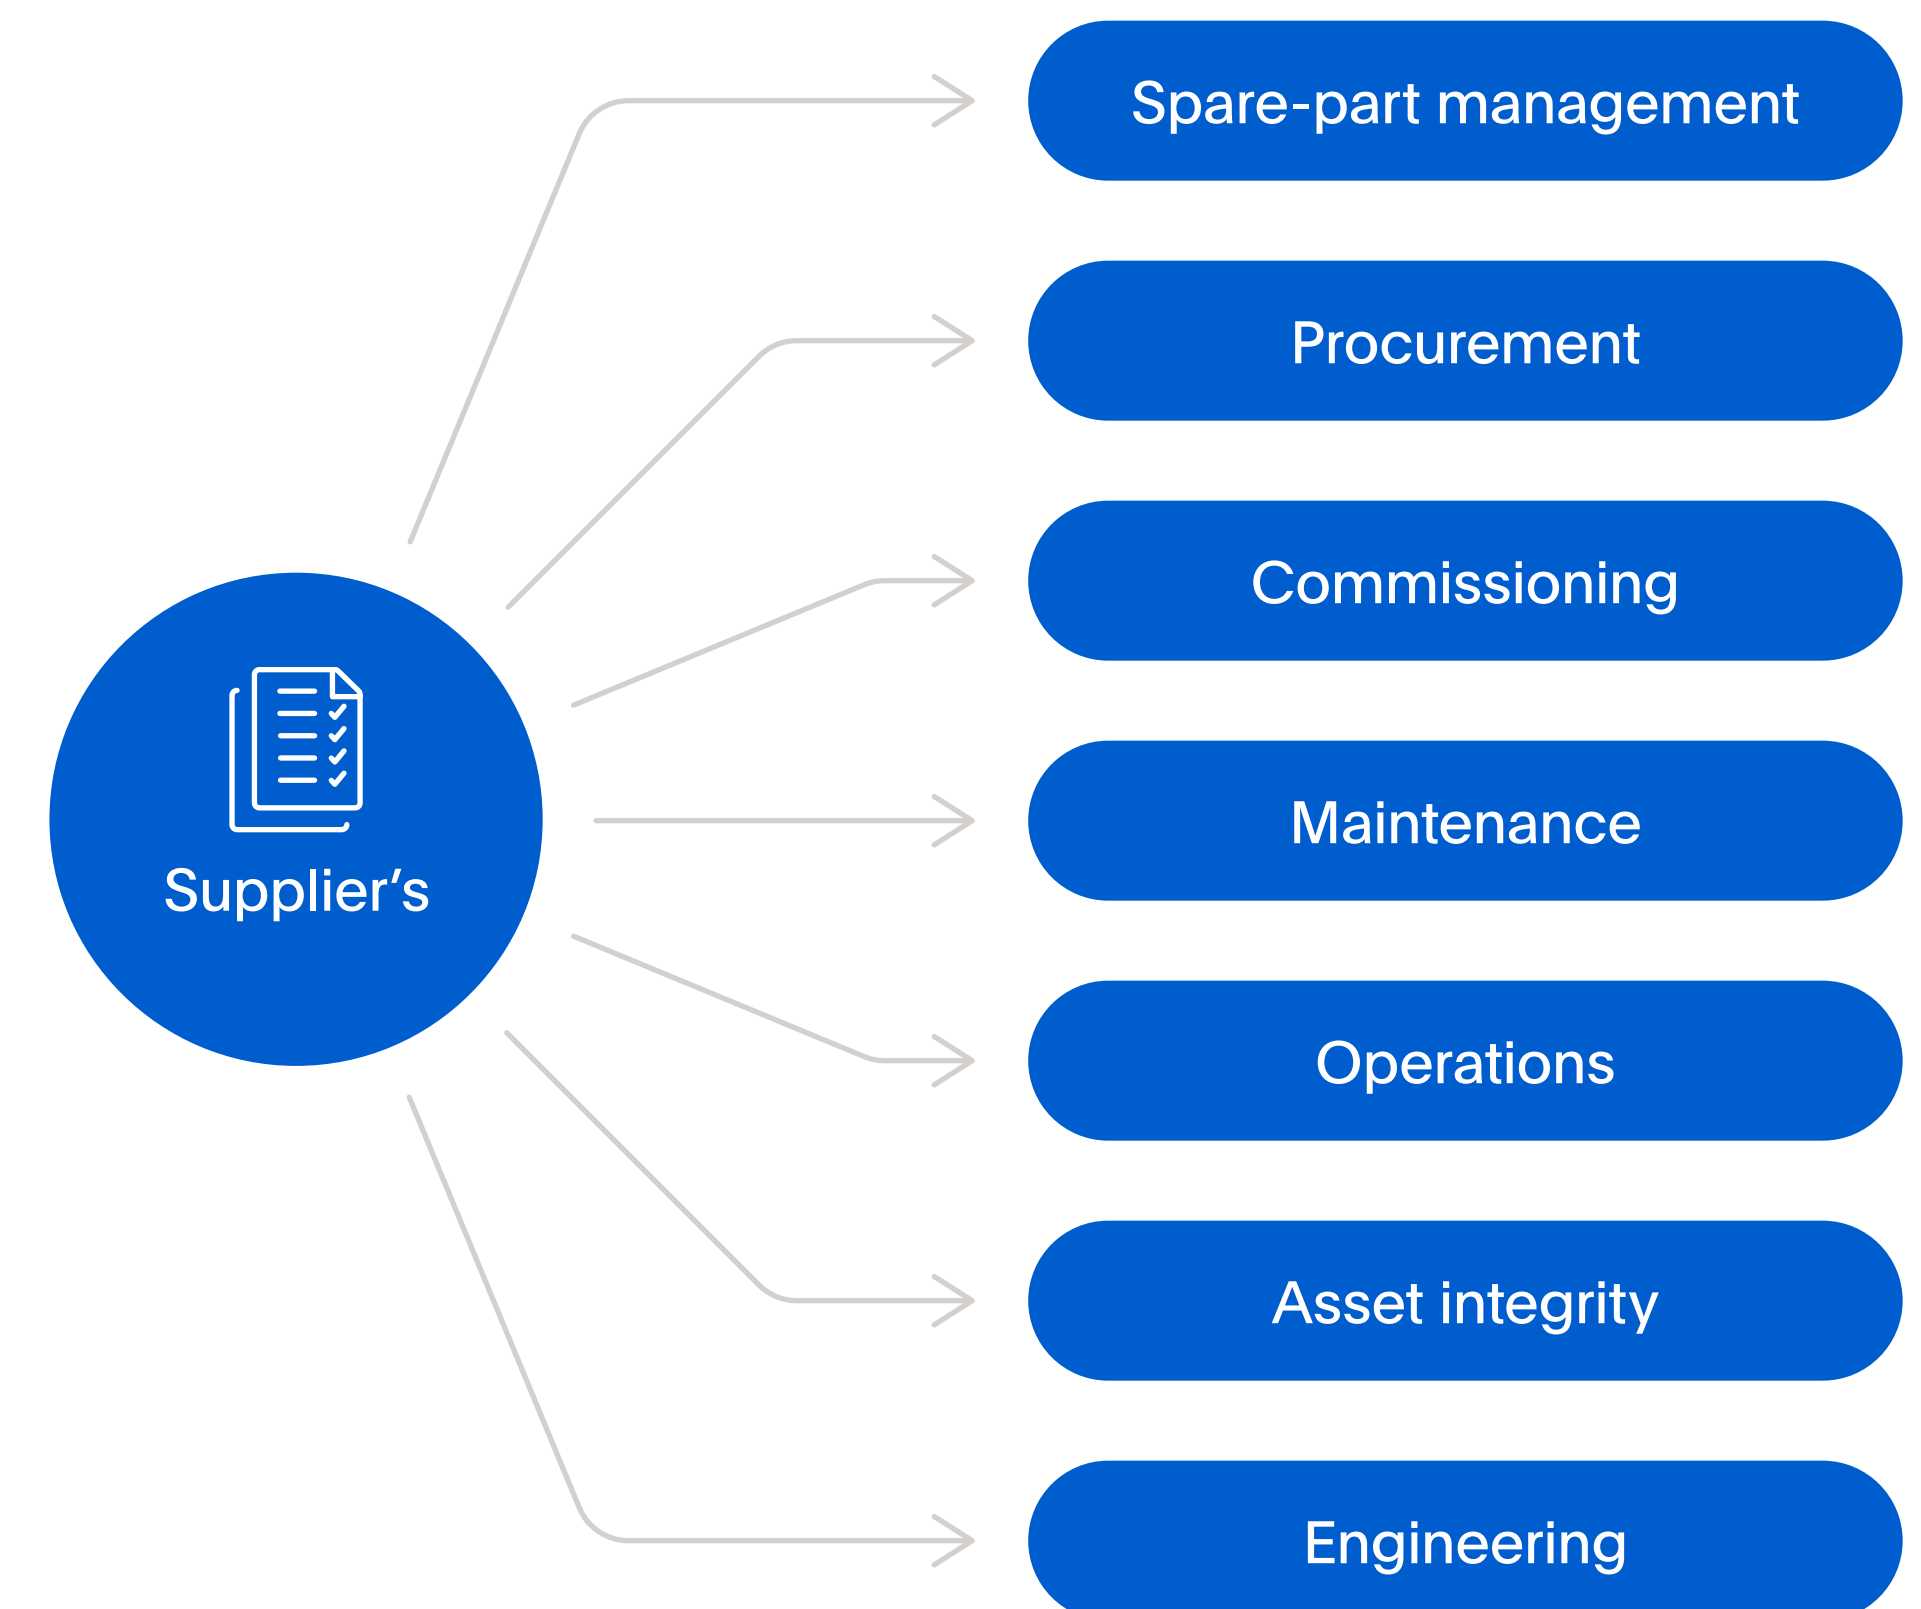 Spare-part management
Procurement
Commissioning
Supplier’s
Maintenance
Operations
Asset integrity
Engineering